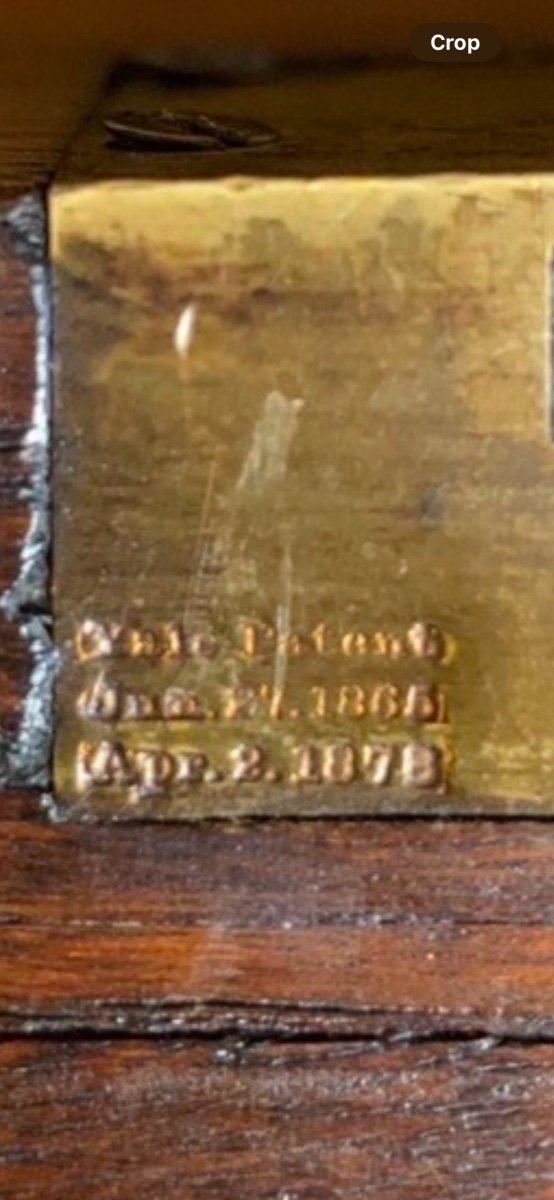 Crop
Yale Patent
Jun. 27. 1865
Apr. 2. 1878